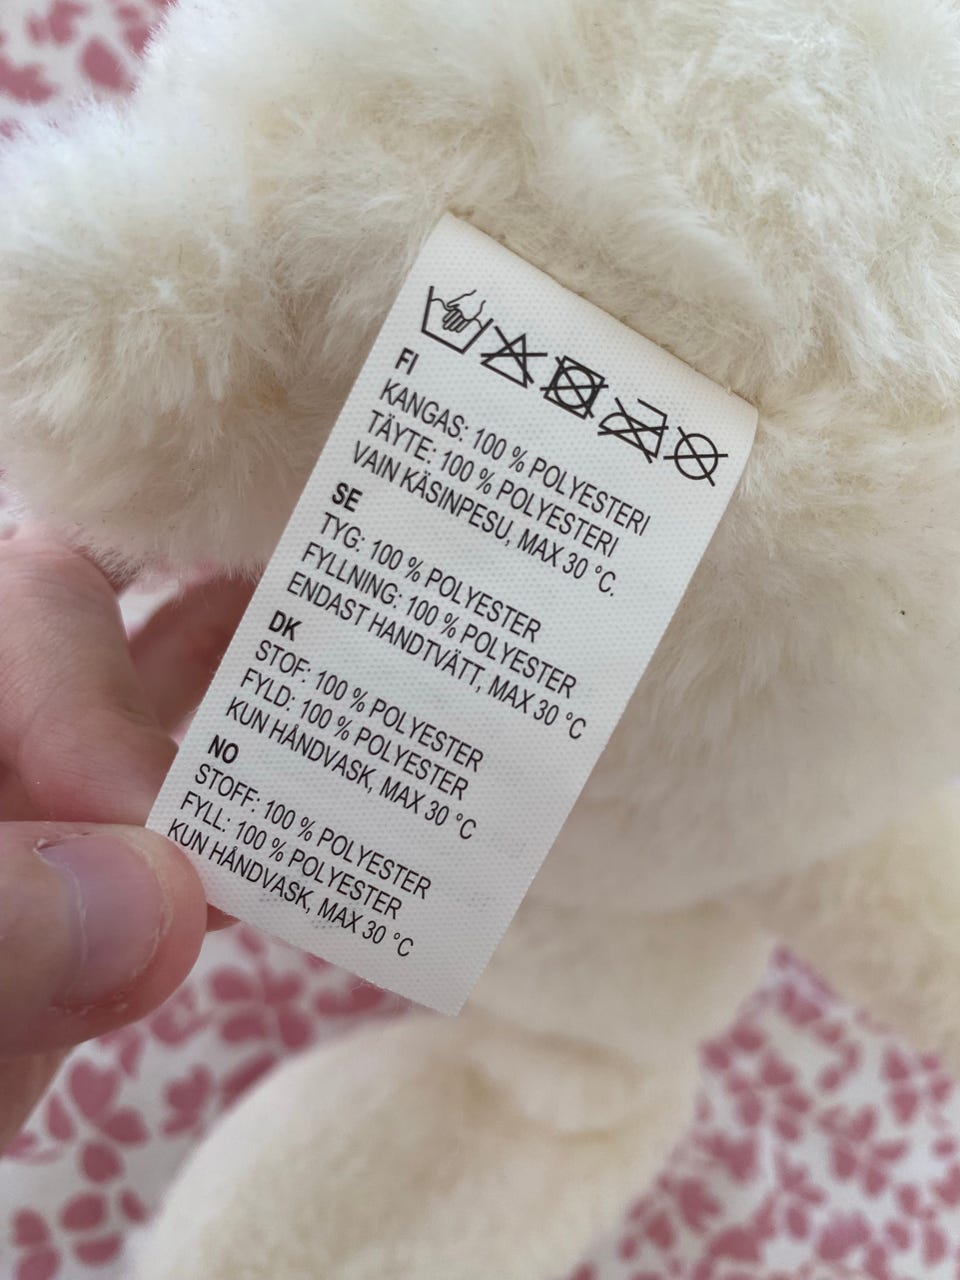 FI
KANGAS: 100 % POLYESTERI
TÄYTE: 100 % POLYESTERI
VAIN KÄSINPESU, MAX 30 °C.
SE
TYG: 100 % POLYESTER
FYLLNING: 100 % POLYESTER
ENDAST HANDTVÄTT, MAX 30 °C
DK
STOF: 100 % POLYESTER
FYLD: 100 % POLYESTER
KUN HÅNDVASK, MAX 30 °C
NO
STOFF: 100 % POLYESTER
FYLL: 100 % POLYESTER
KUN HÅNDVASK, MAX 30 °C